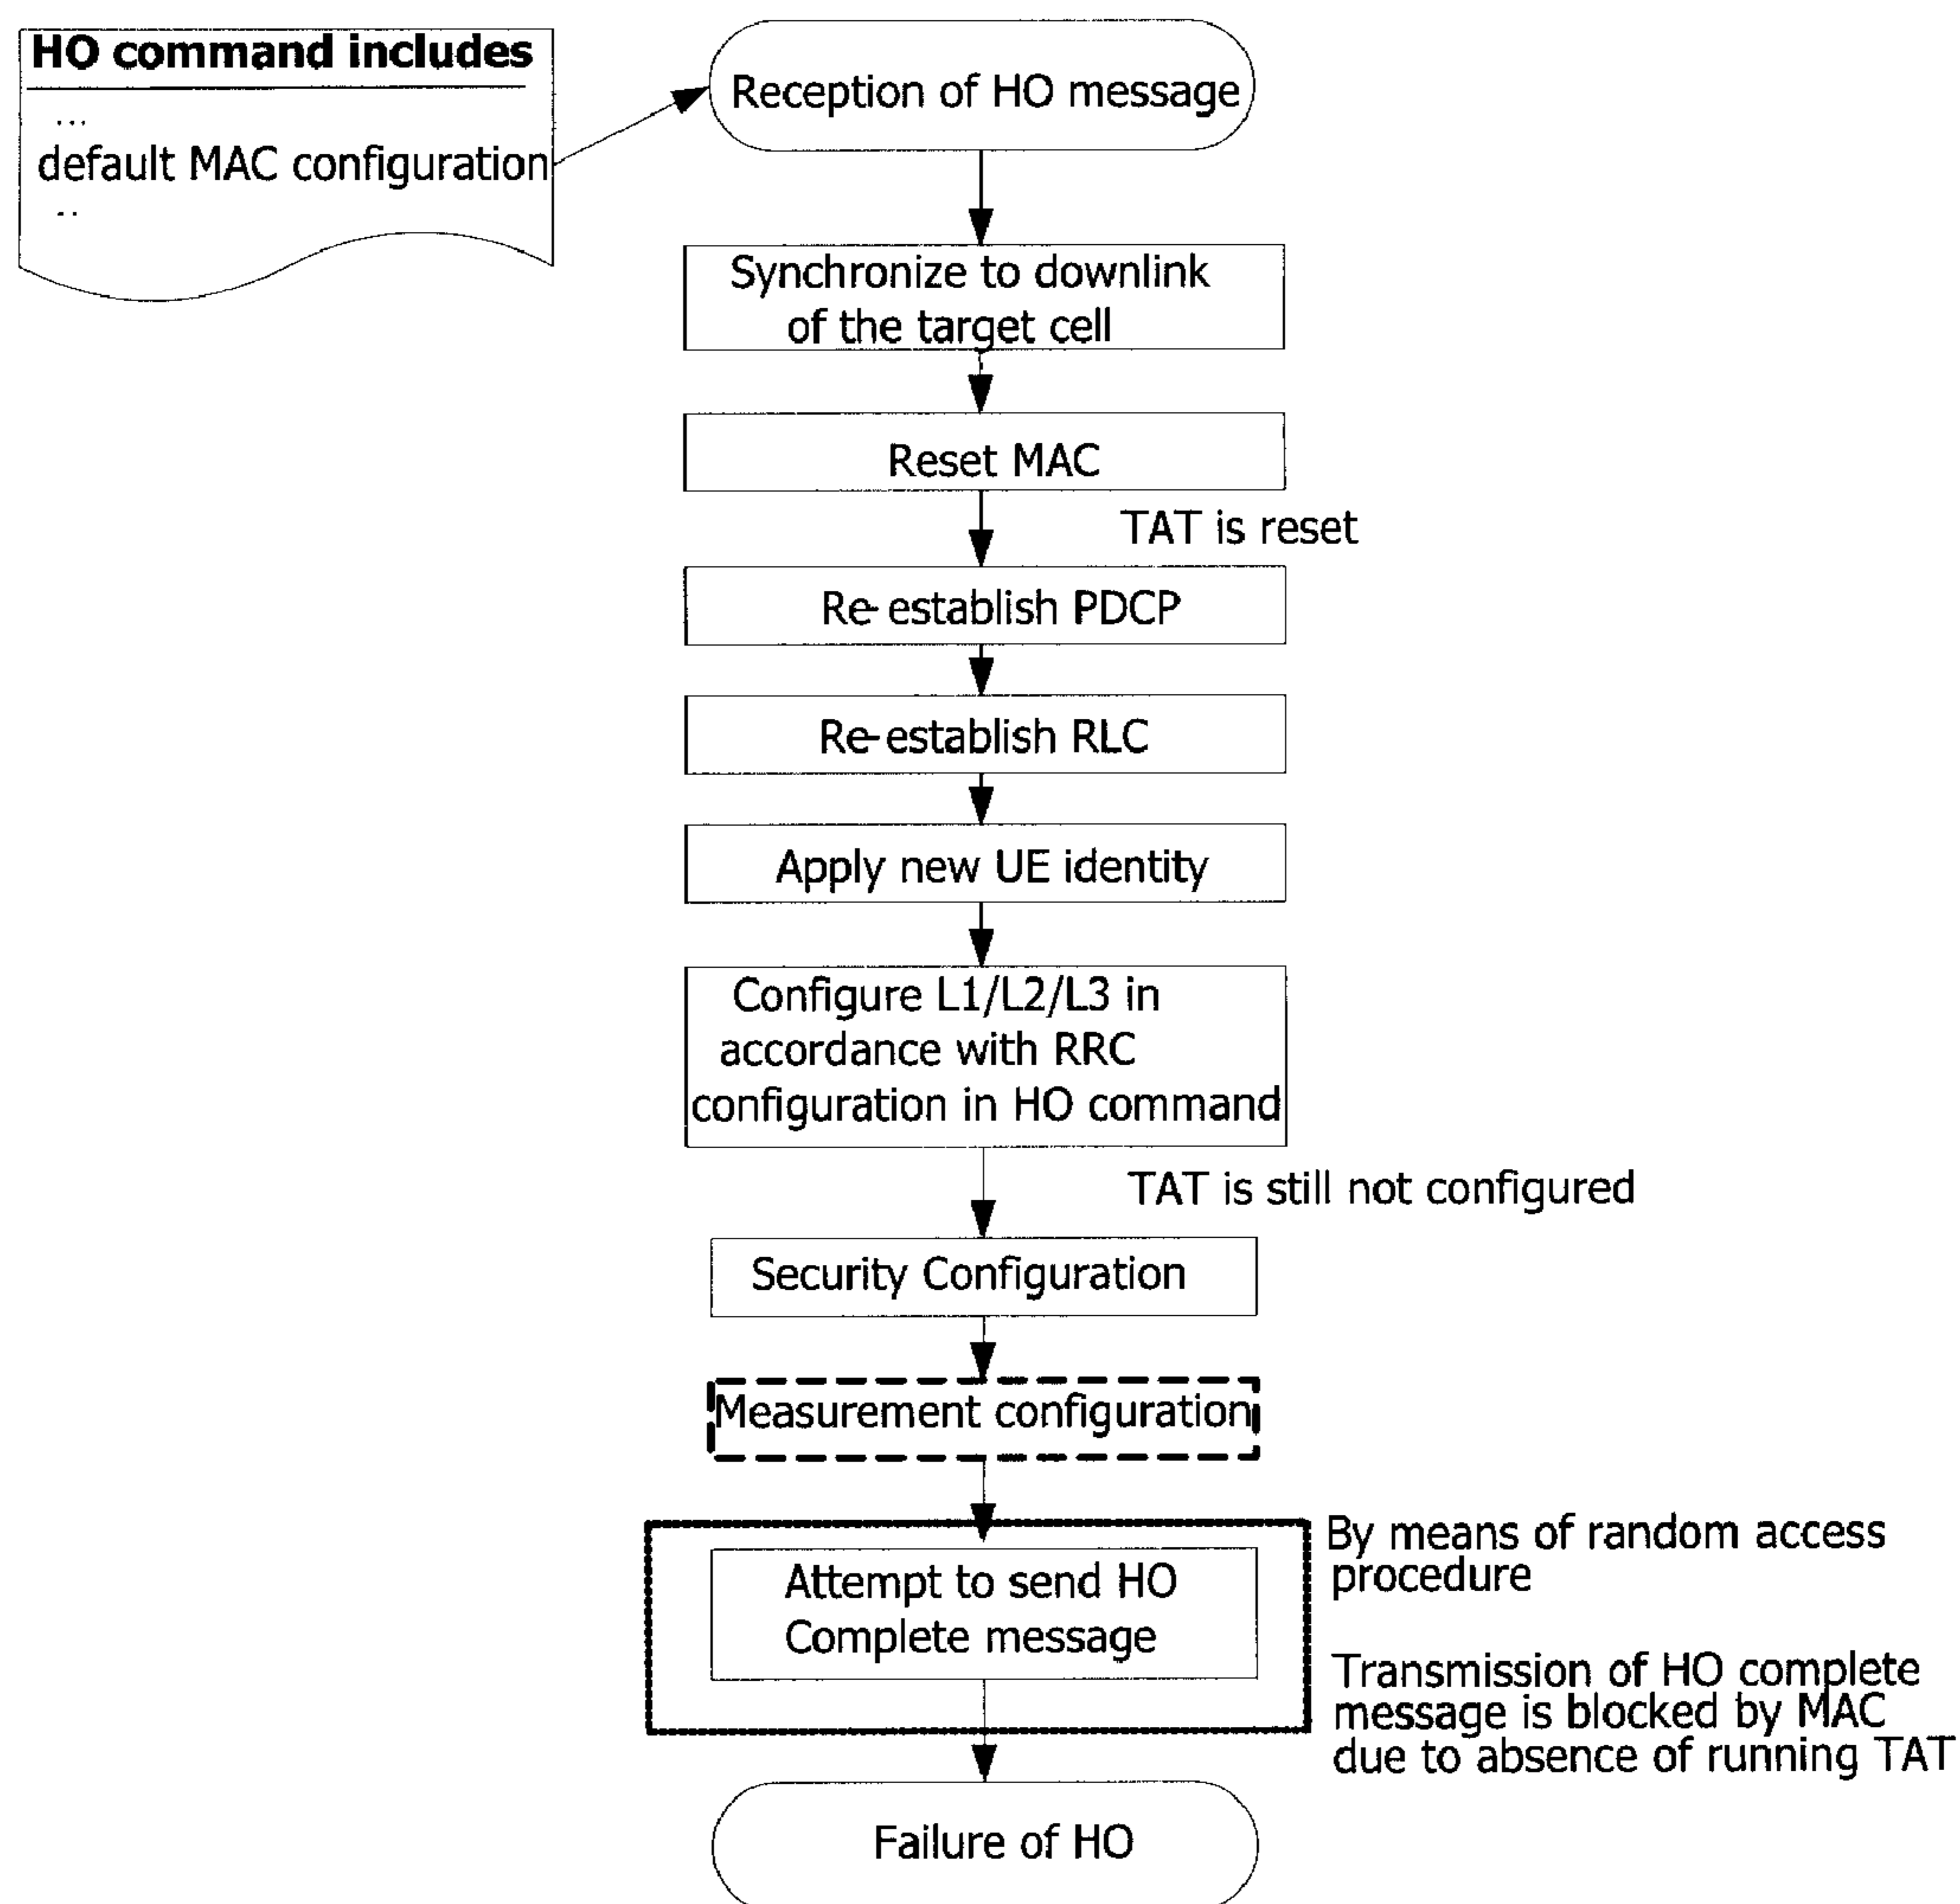 HO command includes
...
default MAC configuration
..
Reception of HO message
Synchronize to downlink
of the target cell
Reset MAC
TAT is reset
Re-establish PDCP
Re-establish RLC
Apply new UE identity
Configure L1/L2/L3 in
accordance with RRC
configuration in HO command
TAT is still not configured
Security Configuration
Measurement configuration
Attempt to send HO
Complete message
By means of random access
procedure
Transmission of HO complete
message is blocked by MAC
due to absence of running TAT
Failure of HO